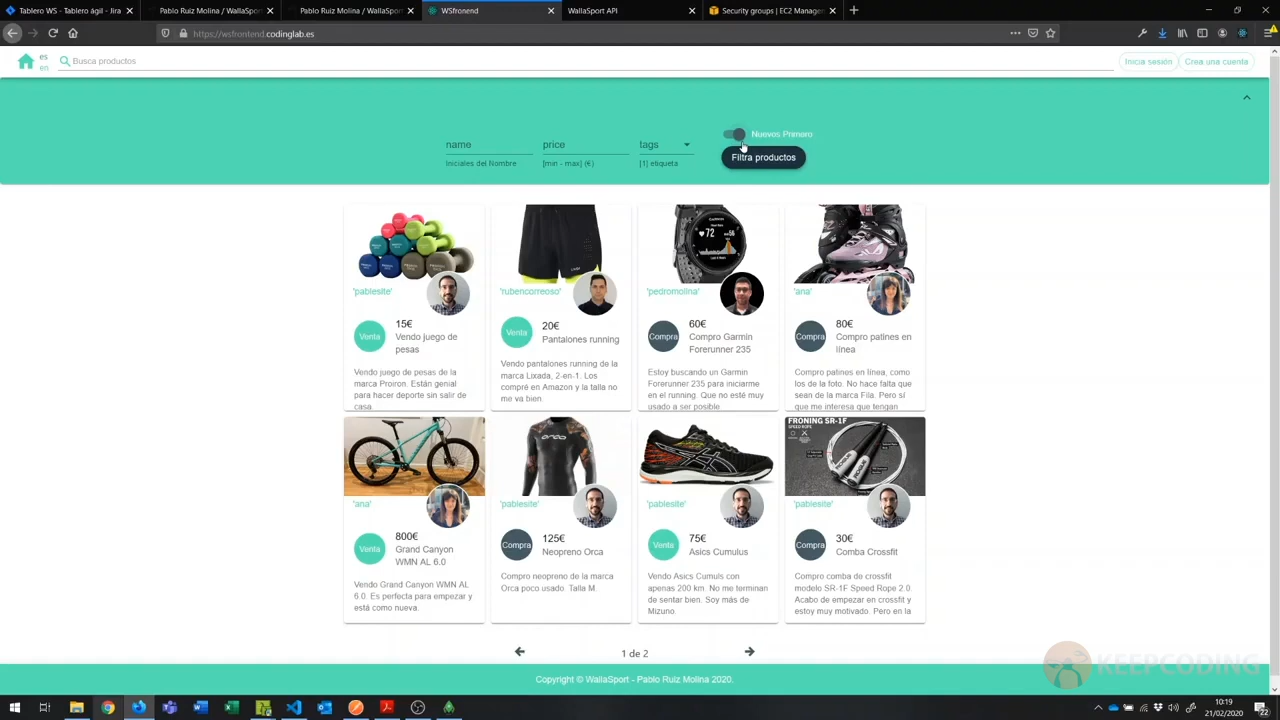 Tablero WS - Tablero ágil - Jira
Pablo Ruiz Molina / WallaSport
Pablo Ruiz Molina / WallaSport
WSfronend
WallaSport API
Security groups | EC2 Manage
https://wsfrontend.codinglab.es
es
en
Busca productos
Inicia sesión
Crea una cuenta
name
price
tags
Nuevos Primero
Iniciales del Nombre
[min - max] (€)
[1] etiqueta
Filtra productos
'pablesite'
'rubencorreoso'
'pedromolina'
'ana'
Venta
15€
Vendo juego de
pesas
Venta
20€
Pantalones running
Compra
60€
Compro Garmin
Forerunner 235
Compra
80€
Compro patines en
línea
Vendo juego de pesas de la
marca Proiron. Están genial
para hacer deporte sin salir de
casa.
Vendo pantalones running de la
marca Lixada, 2-en-1. Los
compré en Amazon y la talla no
me va bien.
Estoy buscando un Garmin
Forerunner 235 para iniciarme
en el running. Que no esté muy
usado a ser posible.
Compro patines en línea, como
los de la foto. No hace falta que
sean de la marca Fila. Pero sí
que me interesa que tengan
FRONING SR-1F
SPEED ROPE
'ana'
'pablesite'
'pablesite'
'pablesite'
Venta
800€
Grand Canyon
WMN AL 6.0
Compra
125€
Neopreno Orca
Venta
75€
Asics Cumulus
Compra
30€
Comba Crossfit
Vendo Grand Canyon WMN AL
6.0. Es perfecta para empezar y
está como nueva.
Compro neopreno de la marca
Orca poco usado. Talla M.
Vendo Asics Cumuls con
apenas 200 km. No me terminan
de sentar bien. Soy más de
Mizuno.
Compro comba de crossfit
modelo SR-1F Speed Rope 2.0.
Acabo de empezar en crossfit y
estoy muy motivado. Pero en la
1 de 2
Copyright © WallaSport - Pablo Ruiz Molina 2020.
KEEPCODING
10:19
21/02/2020
22